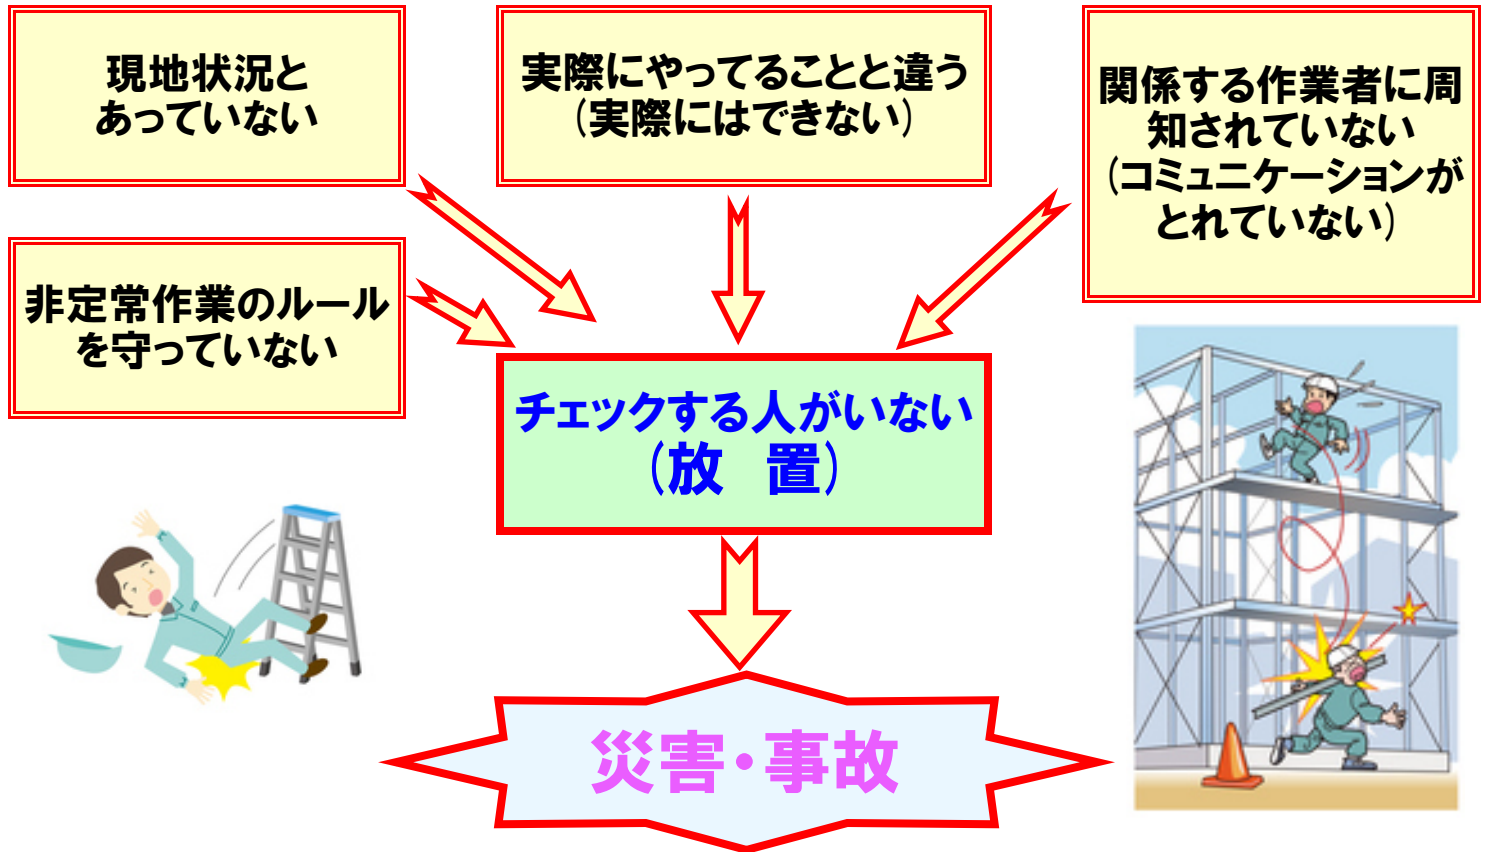 現地状況と
あっていない
実際にやってることと違う
(実際にはできない)
関係する作業者に周
知されていない
(コミュニケーションが
とれていない)
非定常作業のルール
を守っていない
チェックする人がいない
(放　置)
災害・事故